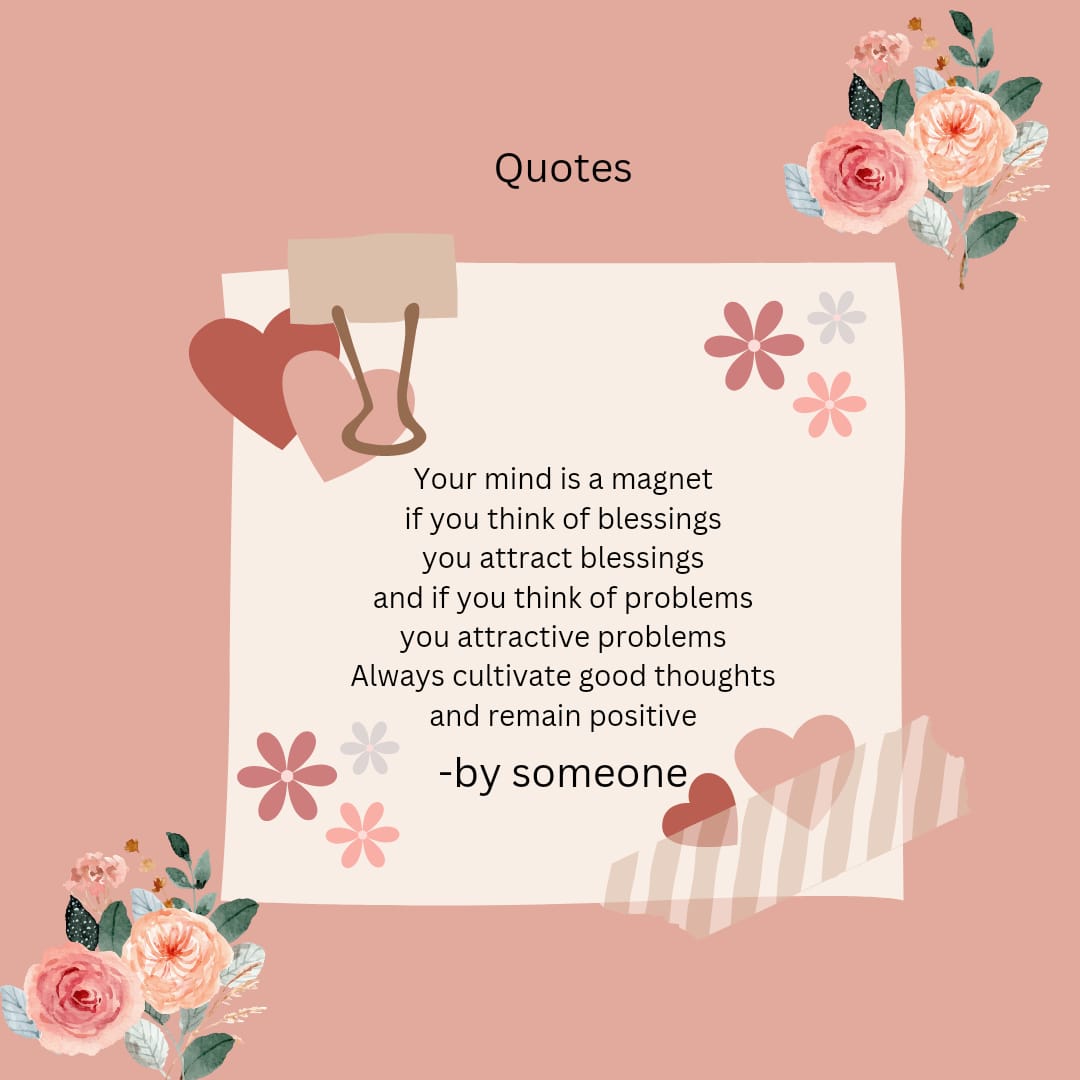 Quotes
Your mind is a magnet
if you think of blessings
you attract blessings
and if you think of problems
you attractive problems
Always cultivate good thoughts
and remain positive
-by someone